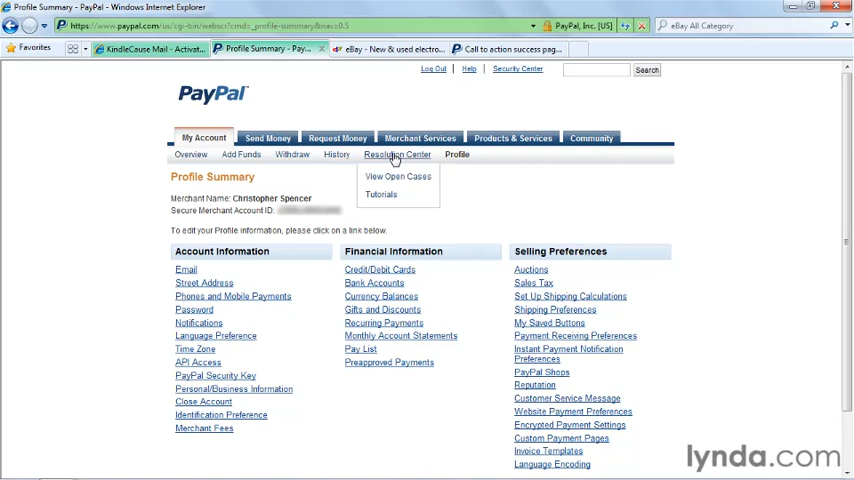 Profile Summary - PayPal - Windows Internet Explorer
https://www.paypal.com/us/cgi-bin/webscr?cmd=_profile-summary&nav=0.5
PayPal, Inc. [US]
eBay All Category
Favorites
KindleCause Mail - Activat...
Profile Summary - Pay...
eBay - New & used electro...
Call to action success pag...
Log Out | Help | Security Center
Search
PayPal
My Account
Send Money
Request Money
Merchant Services
Products & Services
Community
Overview
Add Funds
Withdraw
History
Resolution Center
Profile
View Open Cases
Tutorials
Profile Summary
Merchant Name: Christopher Spencer
Secure Merchant Account ID:
To edit your Profile information, please click on a link below.
Account Information
Email
Street Address
Phones and Mobile Payments
Password
Notifications
Language Preference
Time Zone
API Access
PayPal Security Key
Personal/Business Information
Close Account
Identification Preference
Merchant Fees
Financial Information
Credit/Debit Cards
Bank Accounts
Currency Balances
Gifts and Discounts
Recurring Payments
Monthly Account Statements
Pay List
Preapproved Payments
Selling Preferences
Auctions
Sales Tax
Set Up Shipping Calculations
Shipping Preferences
My Saved Buttons
Payment Receiving Preferences
Instant Payment Notification
Preferences
PayPal Shops
Reputation
Customer Service Message
Website Payment Preferences
Encrypted Payment Settings
Custom Payment Pages
Invoice Templates
Language Encoding
lynda.com